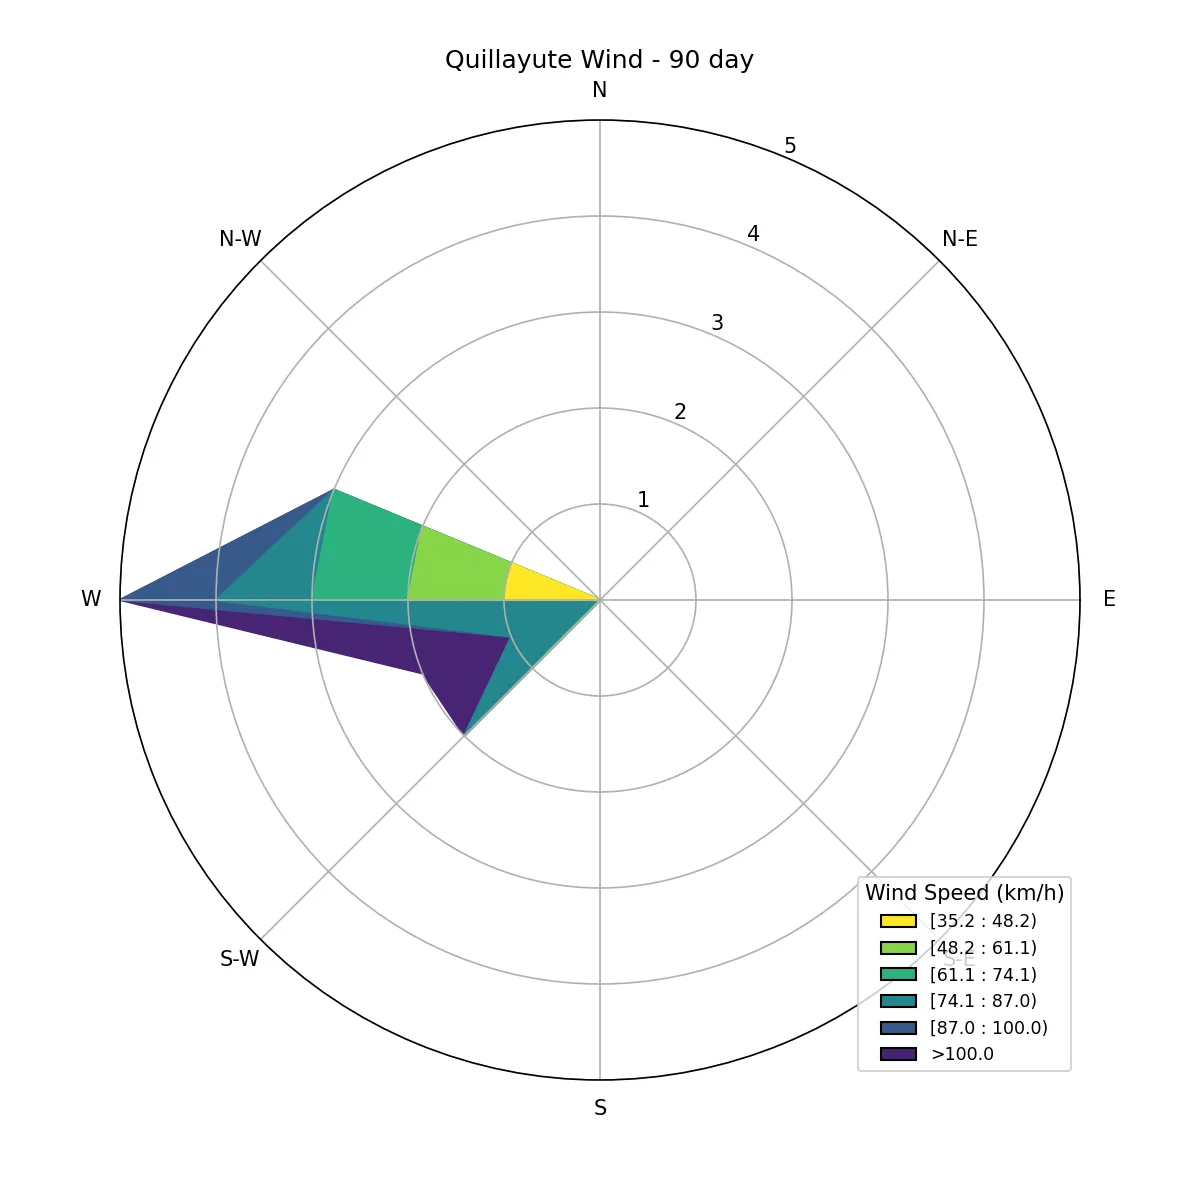 Quillayute Wind - 90 day
N
5
N-W
4
N-E
3
2
1
W
E
S-W
S-E
S
Wind Speed (km/h)
[35.2 : 48.2)
[48.2 : 61.1)
[61.1 : 74.1)
[74.1 : 87.0)
[87.0 : 100.0)
>100.0